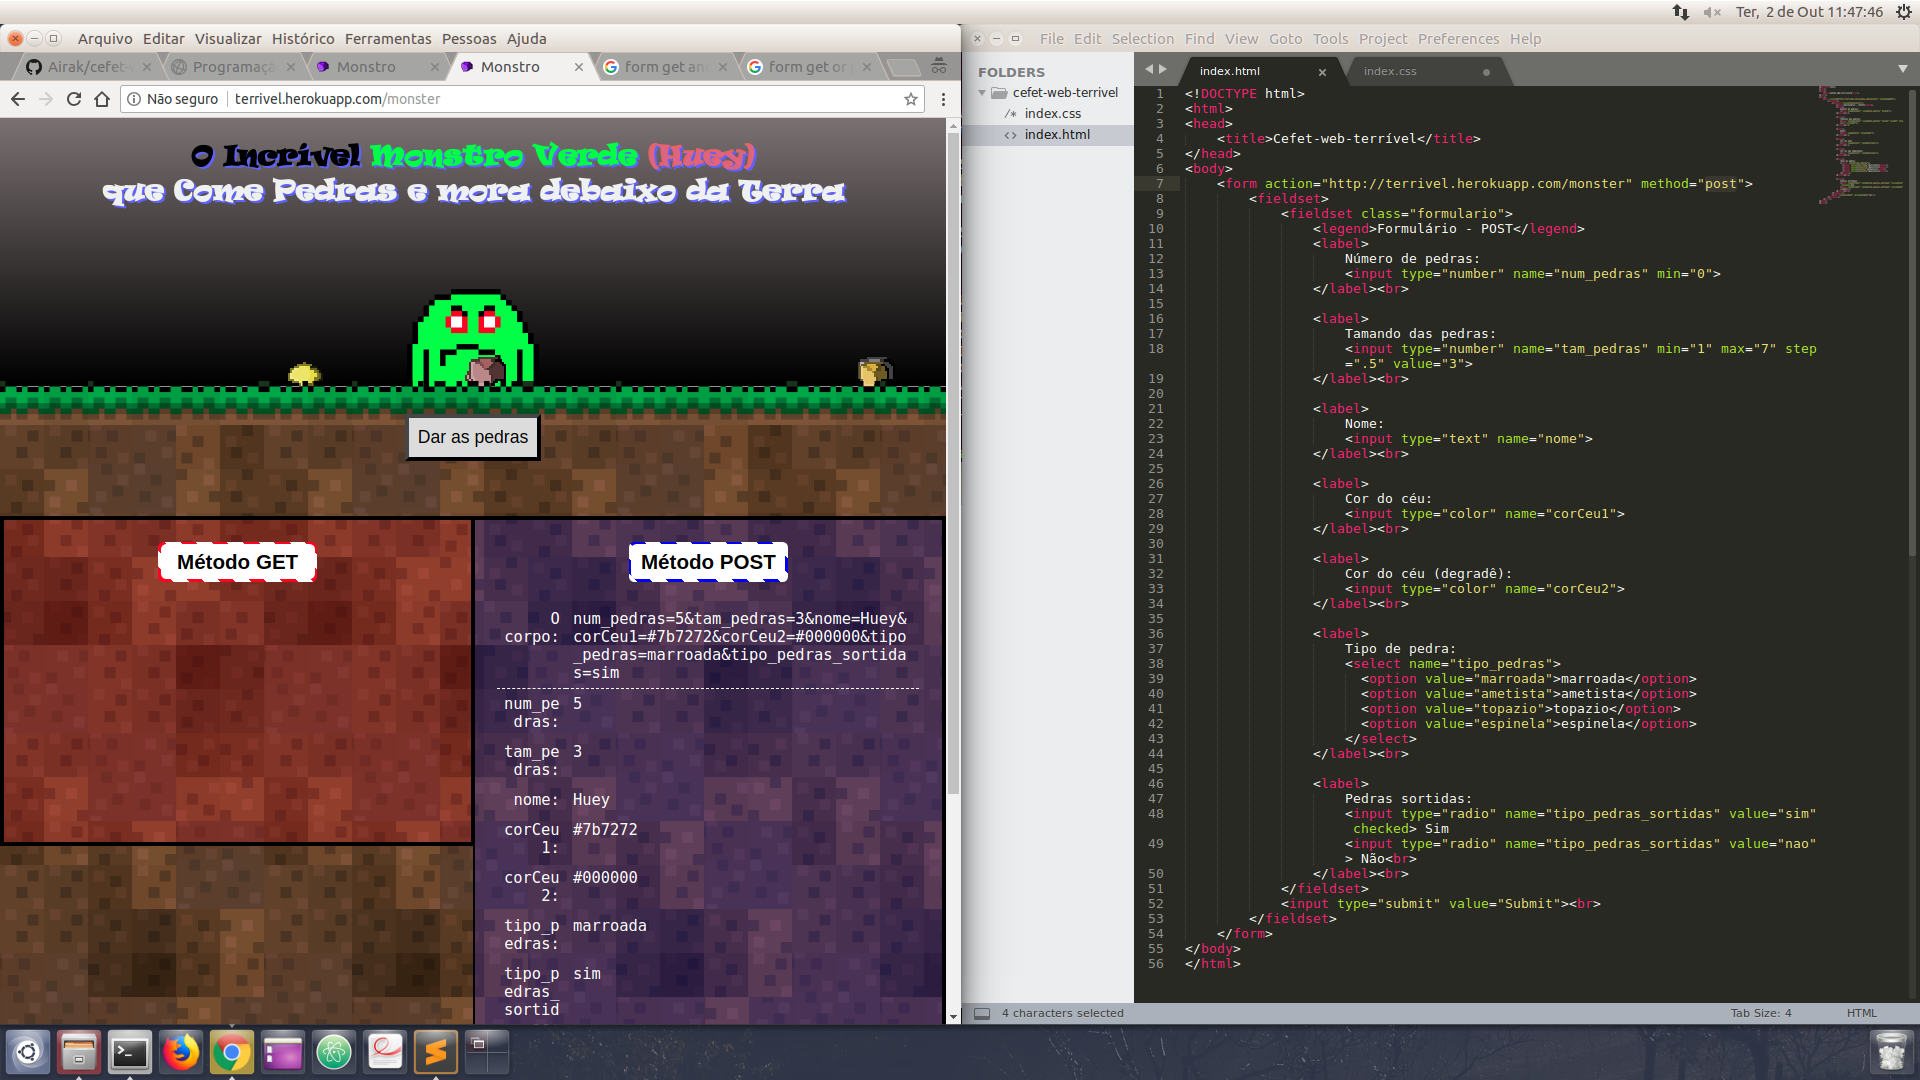 Ter, 2 de Out 11:47:46
Arquivo Editar Visualizar Histórico Ferramentas Pessoas Ajuda
Airak/cefet-
Programaçã
Monstro
Monstro
form get an
form get or
Não seguro
terrivel.herokuapp.com/monster
O Incrível Monstro Verde (Huey)
que Come Pedras e mora debaixo da Terra
Dar as pedras
Método GET
Método POST
O corpo:
num_pedras=5&tam_pedras=3&nome=Huey&
corCeu1=#7b7272&corCeu2=#000000&tipo
_pedras=marroada&tipo_pedras_sortida
s=sim
num_pe
dras:
5
tam_pe
dras:
3
nome: Huey
corCeu
1:
#7b7272
corCeu
2:
#000000
tipo_p
edras:
marroada
tipo_p
edras_
sortid
sim
File Edit Selection Find View Goto Tools Project Preferences Help
FOLDERS
cefet-web-terrivel
/* index.css
<> index.html
index.html
index.css
1 <!DOCTYPE html>
2 <html>
3 <head>
4 <title>Cefet-web-terrível</title>
5 </head>
6 <body>
7 <form action="http://terrivel.herokuapp.com/monster" method="post">
8 <fieldset>
9 <fieldset class="formulario">
10 <legend>Formulário - POST</legend>
11 <label>
12 Número de pedras:
13 <input type="number" name="num_pedras" min="0">
14 </label><br>
15
16 <label>
17 Tamando das pedras:
18 <input type="number" name="tam_pedras" min="1" max="7" step
=".5" value="3">
19 </label><br>
20
21 <label>
22 Nome:
23 <input type="text" name="nome">
24 </label><br>
25
26 <label>
27 Cor do céu:
28 <input type="color" name="corCeu1">
29 </label><br>
30
31 <label>
32 Cor do céu (degradê):
33 <input type="color" name="corCeu2">
34 </label><br>
35
36 <label>
37 Tipo de pedra:
38 <select name="tipo_pedras">
39 <option value="marroada">marroada</option>
40 <option value="ametista">ametista</option>
41 <option value="topazio">topazio</option>
42 <option value="espinela">espinela</option>
43 </select>
44 </label><br>
45
46 <label>
47 Pedras sortidas:
48 <input type="radio" name="tipo_pedras_sortidas" value="sim"
checked> Sim
49 <input type="radio" name="tipo_pedras_sortidas" value="nao"
> Não<br>
50 </label><br>
51 </fieldset>
52 <input type="submit" value="Submit"><br>
53 </fieldset>
54 </form>
55 </body>
56 </html>
4 characters selected
Tab Size: 4
HTML